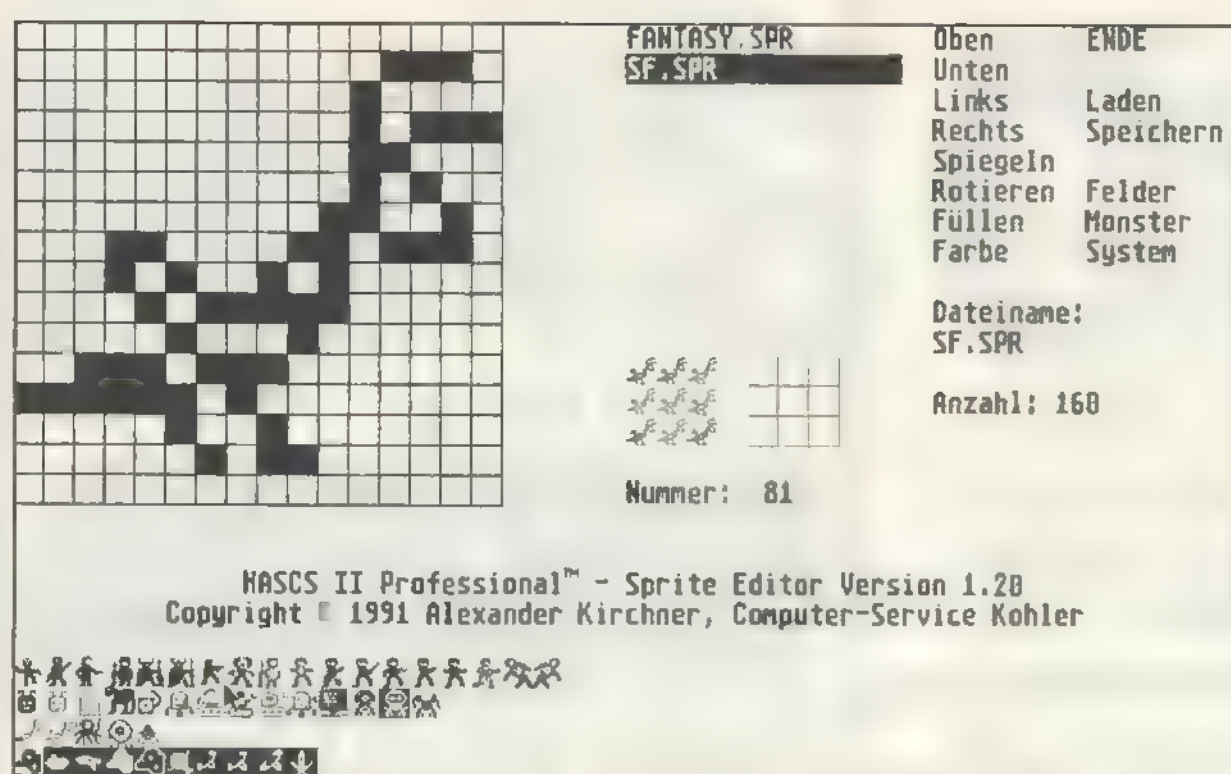 FANTASY.SPR
SF.SPR
Oben ENDE
Unten
Links Laden
Rechts Speichern
Spiegeln
Rotieren Felder
Füllen Monster
Farbe System
Dateiname:
SF.SPR
Anzahl: 160
Nummer: 81
HASCS II Professional™ - Sprite Editor Version 1.20
Copyright © 1991 Alexander Kirchner, Computer-Service Kohler